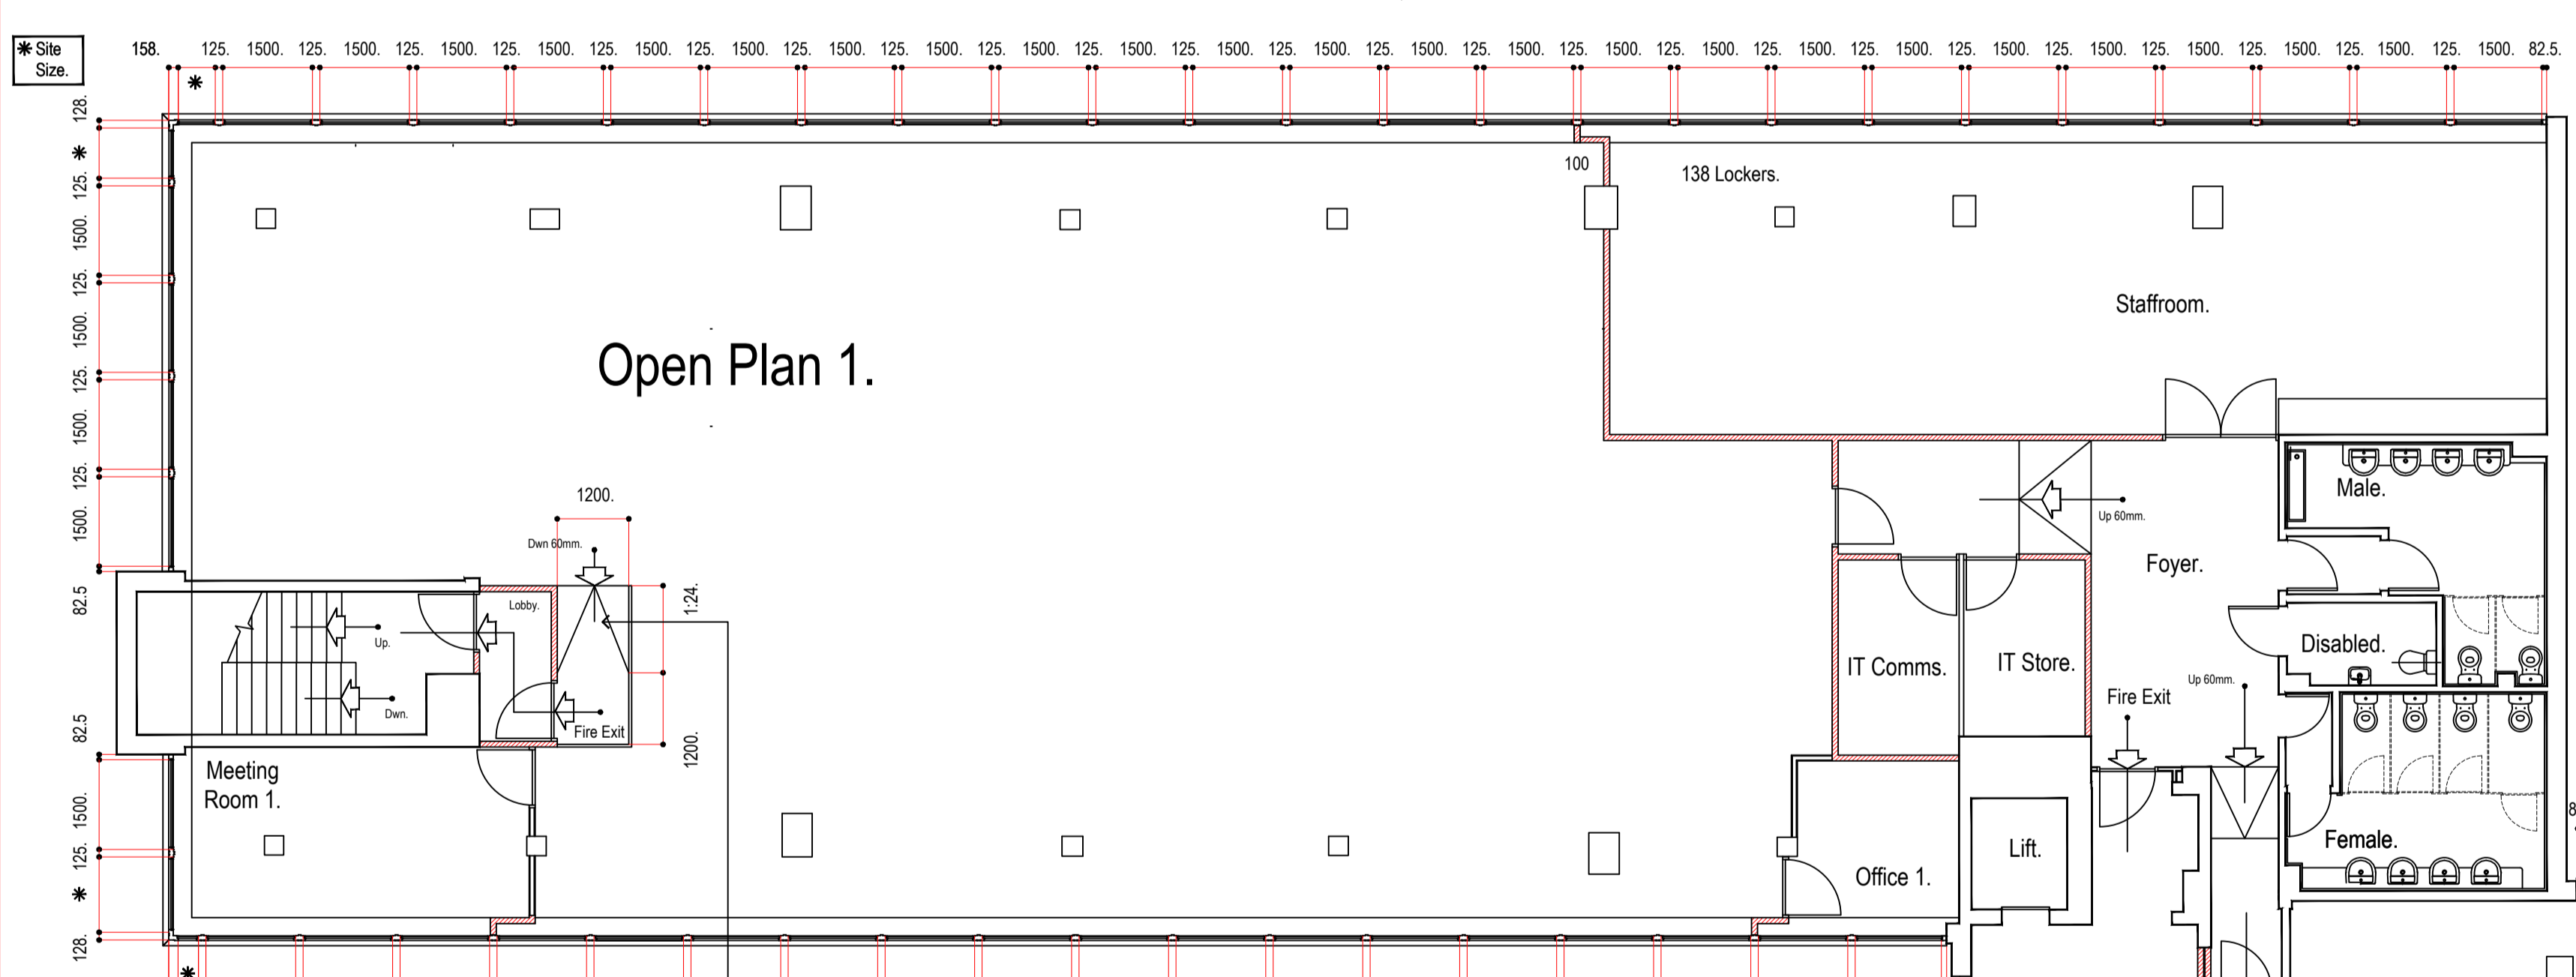 ✱ Site
Size.
158. 125. 1500. 125. 1500. 125. 1500. 125. 1500. 125. 1500. 125. 1500. 125. 1500. 125. 1500. 125. 1500. 125. 1500. 125. 1500. 125. 1500. 125. 1500. 125. 1500. 125. 1500. 125. 1500. 125. 1500. 125. 1500. 125. 1500. 125. 1500. 125. 1500. 125. 1500. 125. 1500. 125. 1500. 82.5.
✱
128.
✱
125.
1500.
125.
1500.
125.
1500.
125.
1500.
82.5
82.5
1500.
125.
✱
128.
✱
100
138 Lockers.
Staffroom.
Open Plan 1.
1200.
Dwn 60mm.
1:24.
Lobby.
Up.
Dwn.
Fire Exit
1200.
Meeting
Room 1.
Male.
Up 60mm.
Foyer.
Disabled.
IT Comms.
IT Store.
Up 60mm.
Fire Exit
Female.
Lift.
Office 1.